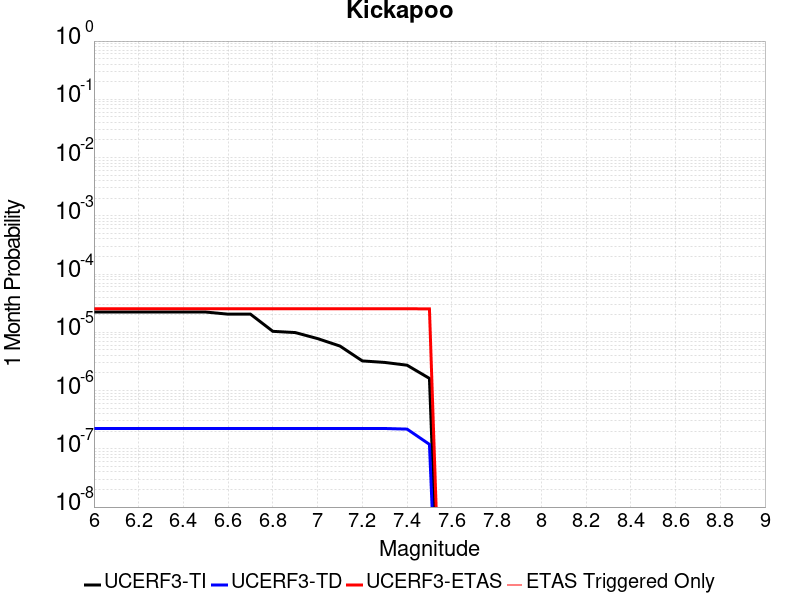 Kickapoo
10^0
10^-1
10^-2
10^-3
10^-4
10^-5
10^-6
10^-7
10^-8
1 Month Probability
6 6.2 6.4 6.6 6.8 7 7.2 7.4 7.6 7.8 8 8.2 8.4 8.6 8.8 9
Magnitude
UCERF3-TI UCERF3-TD UCERF3-ETAS ETAS Triggered Only